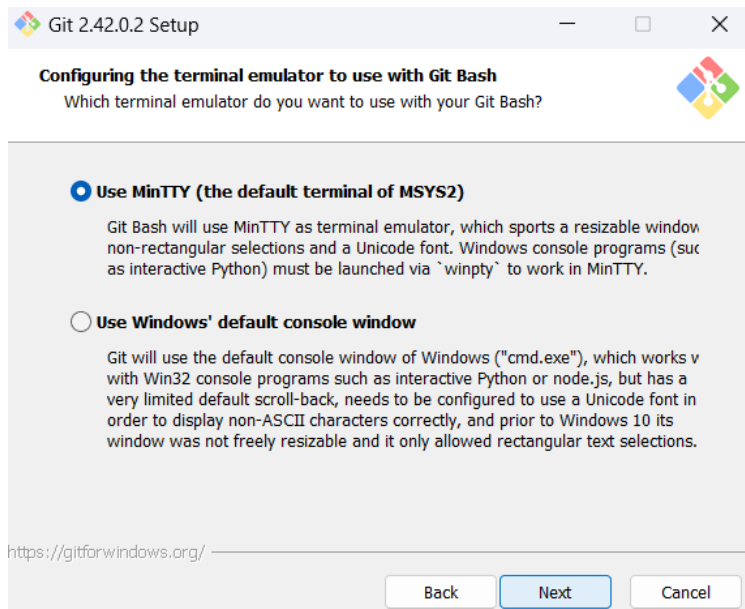 Git 2.42.0.2 Setup
Configuring the terminal emulator to use with Git Bash
Which terminal emulator do you want to use with your Git Bash?
Use MinTTY (the default terminal of MSYS2)
Git Bash will use MinTTY as terminal emulator, which sports a resizable window
non-rectangular selections and a Unicode font. Windows console programs (suc
as interactive Python) must be launched via `winpty` to work in MinTTY.
Use Windows' default console window
Git will use the default console window of Windows ("cmd.exe"), which works
with Win32 console programs such as interactive Python or node.js, but has a
very limited default scroll-back, needs to be configured to use a Unicode font in
order to display non-ASCII characters correctly, and prior to Windows 10 its
window was not freely resizable and it only allowed rectangular text selections.
https://gitforwindows.org/
Back Next Cancel